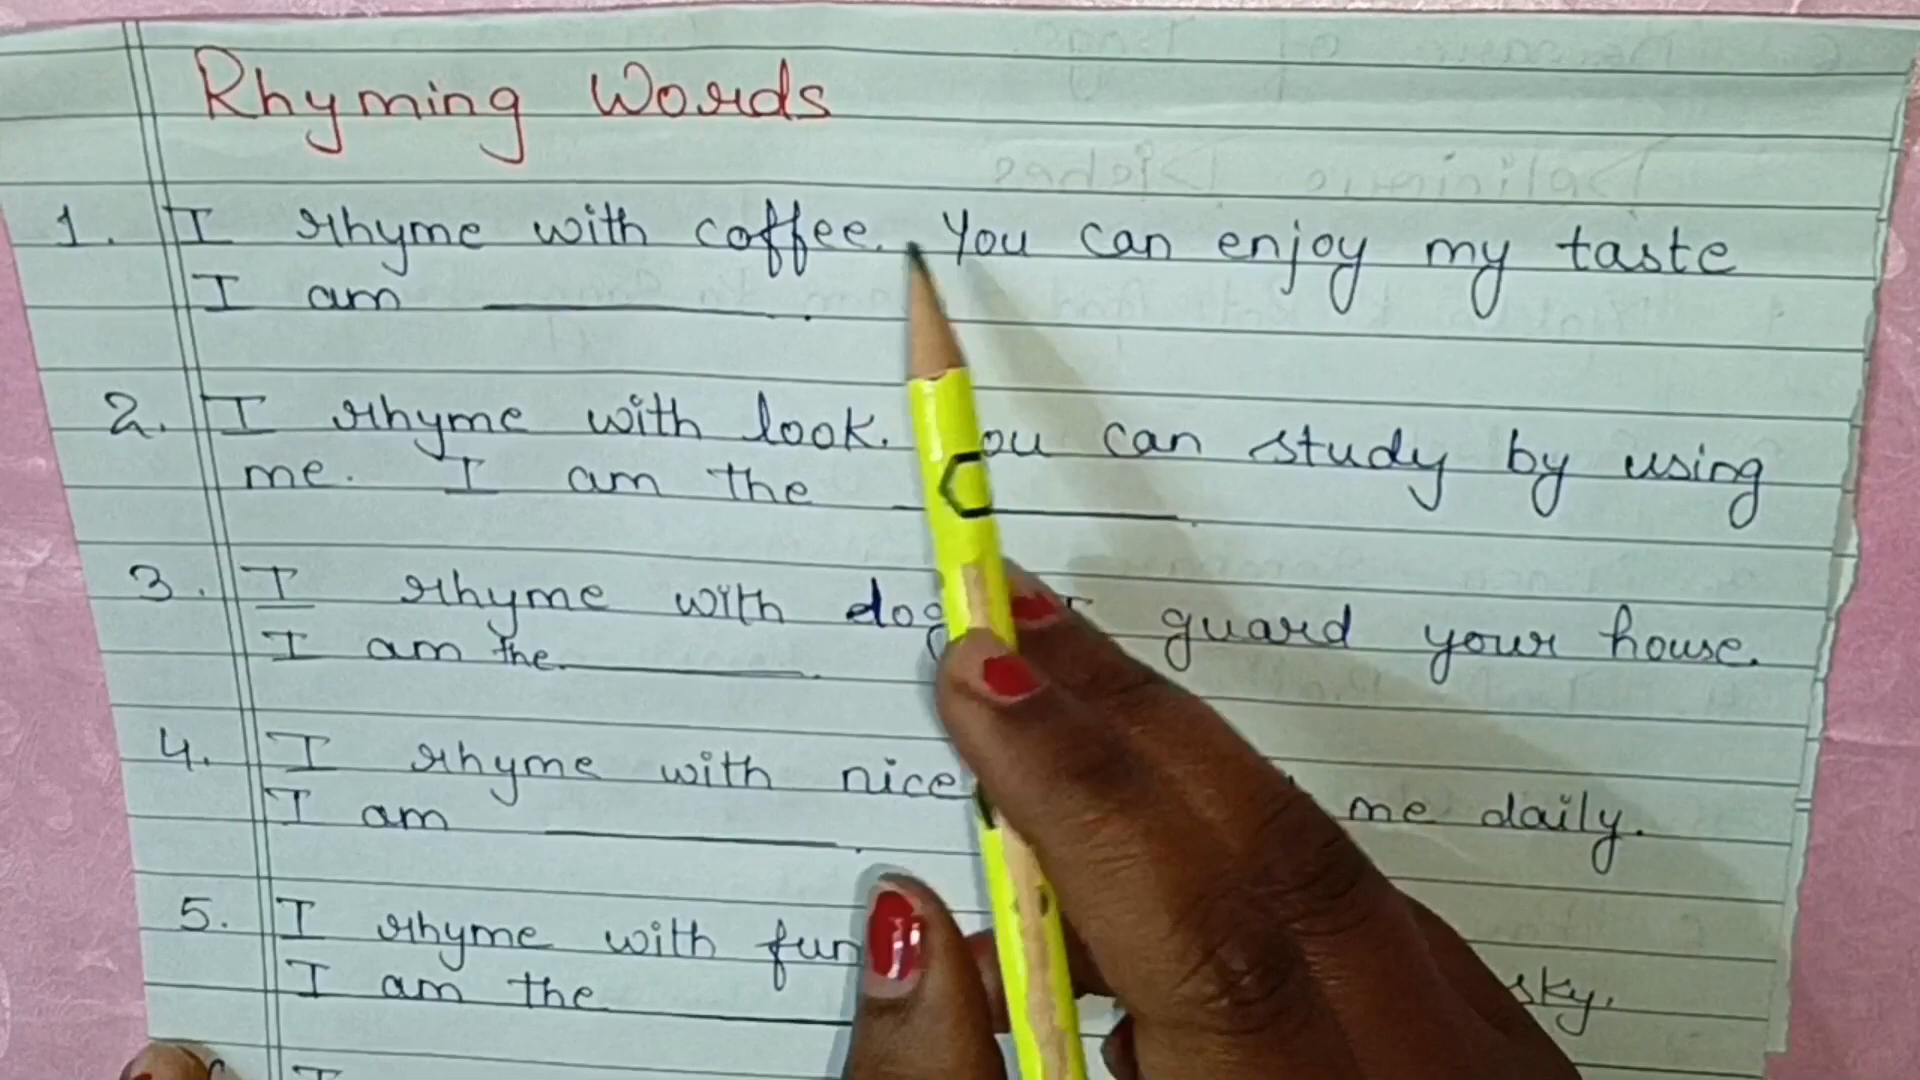 Rhyming Words
1. I rhyme with coffee. You can enjoy my taste
I am ________.
2. I rhyme with look. ou can study by using
me. I am the ________.
3. I rhyme with dog I guard your house.
I am the ________.
4. I rhyme with nice me daily.
I am ________.
5. I rhyme with fun sky.
I am the ________
I